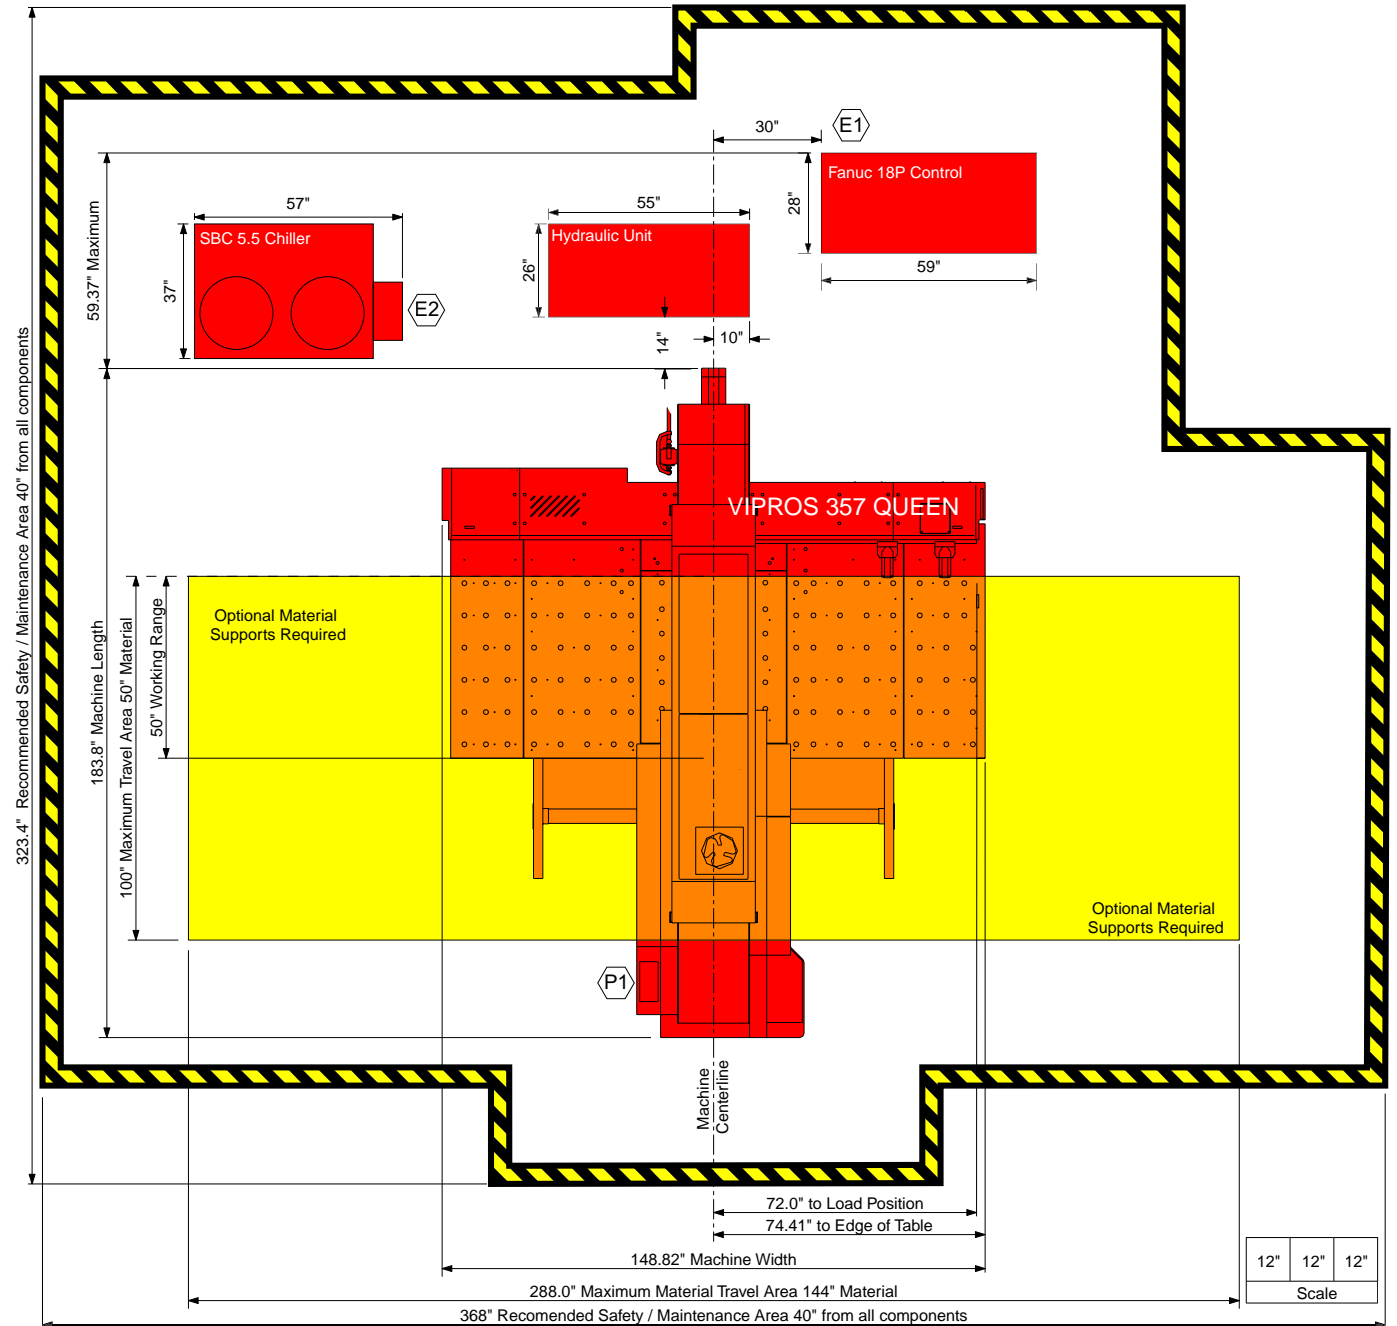 30"
E1
Fanuc 18P Control
28"
59"
57"
SBC 5.5 Chiller
37"
E2
55"
Hydraulic Unit
26"
14"
10"
59.37" Maximum
323.4" Recommended Safety / Maintenance Area 40" from all components
183.8" Machine Length
100" Maximum Travel Area 50" Material
50" Working Range
VIPROS 357 QUEEN
Optional Material
Supports Required
Optional Material
Supports Required
P1
Machine
Centerline
72.0" to Load Position
74.41" to Edge of Table
148.82" Machine Width
288.0" Maximum Material Travel Area 144" Material
368" Recomended Safety / Maintenance Area 40" from all components
12" 12" 12"
Scale